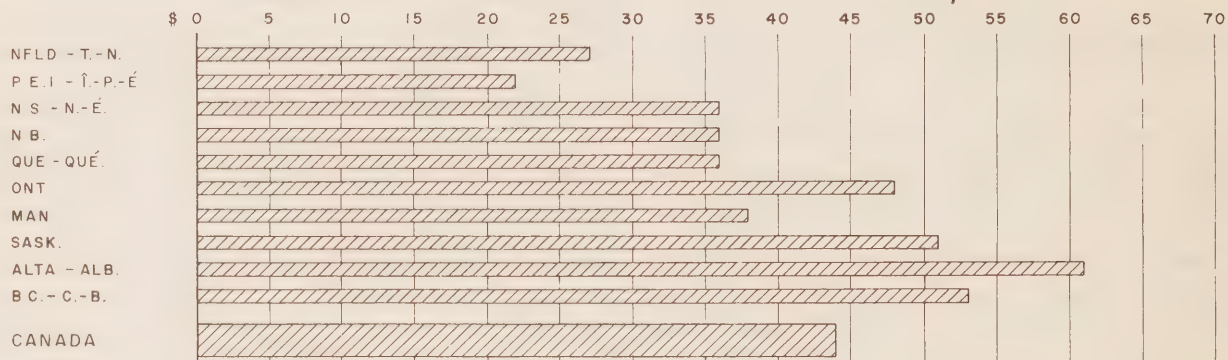 $ 0 5 10 15 20 25 30 35 40 45 50 55 60 65 70
NFLD - T.-N.
P E.I - Î.-P.-É
N S - N.-É.
N B.
QUE - QUÉ.
ONT
MAN
SASK.
ALTA - ALB.
B C. - C.-B.
CANADA